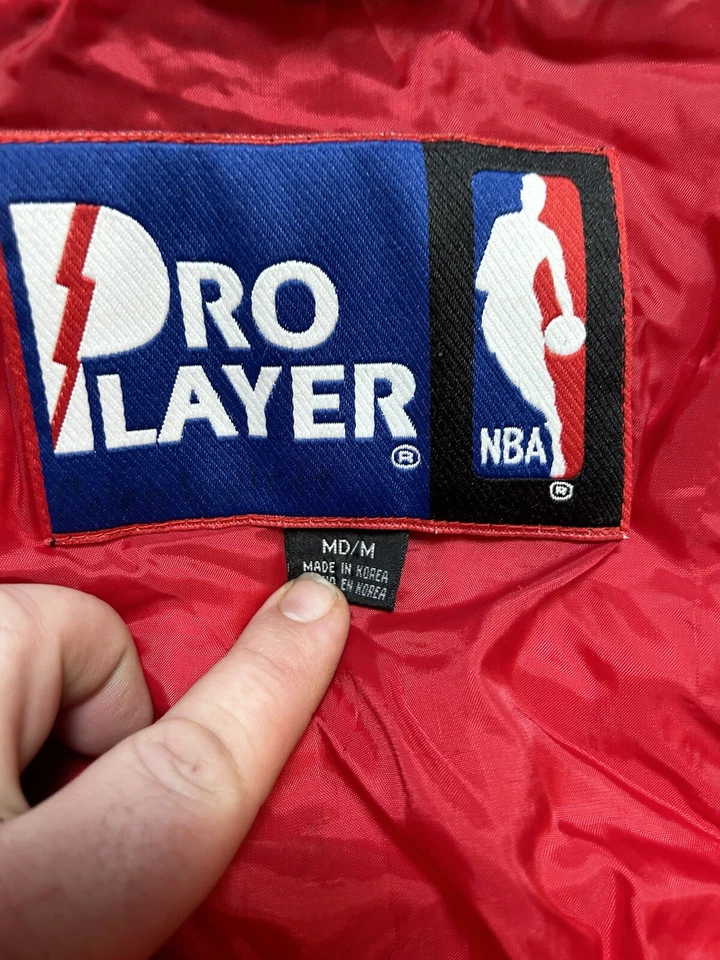 PRO
PLAYER
®
NBA
®
MD/M
MADE IN KOREA
EN KOREA